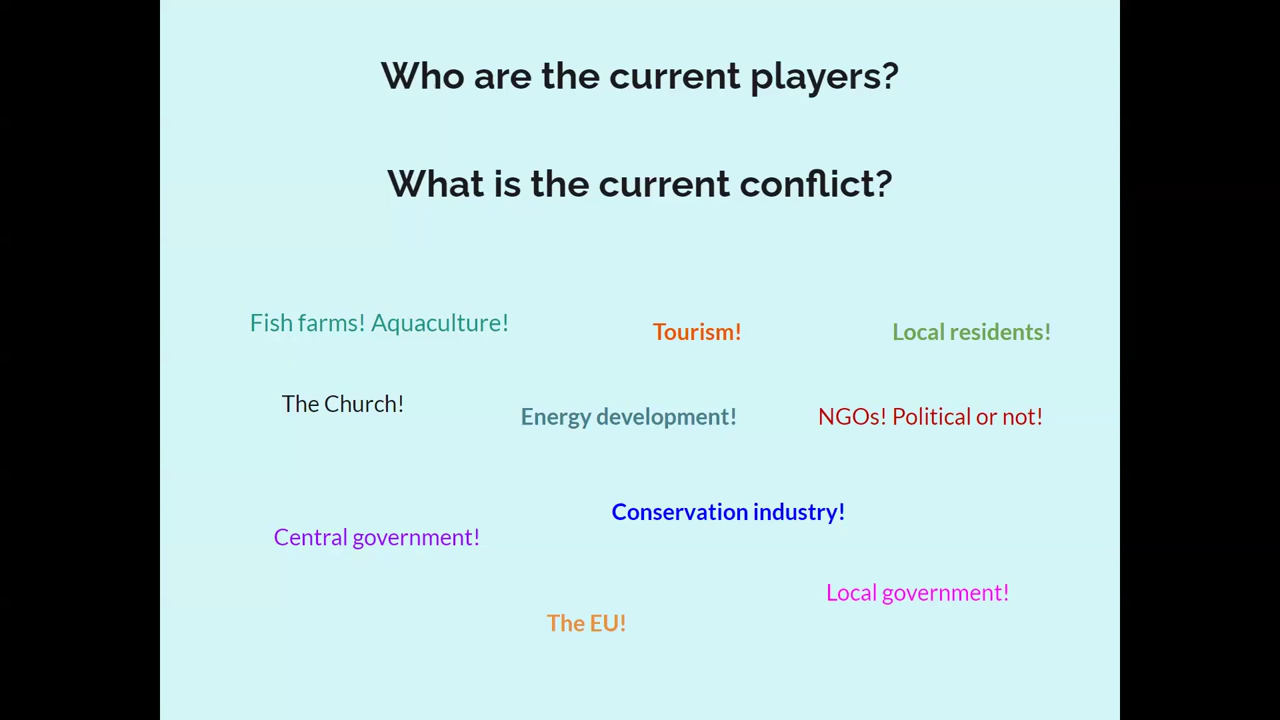 Who are the current players?
What is the current conflict?
Fish farms! Aquaculture!
Tourism!
Local residents!
The Church!
Energy development!
NGOs! Political or not!
Conservation industry!
Central government!
Local government!
The EU!